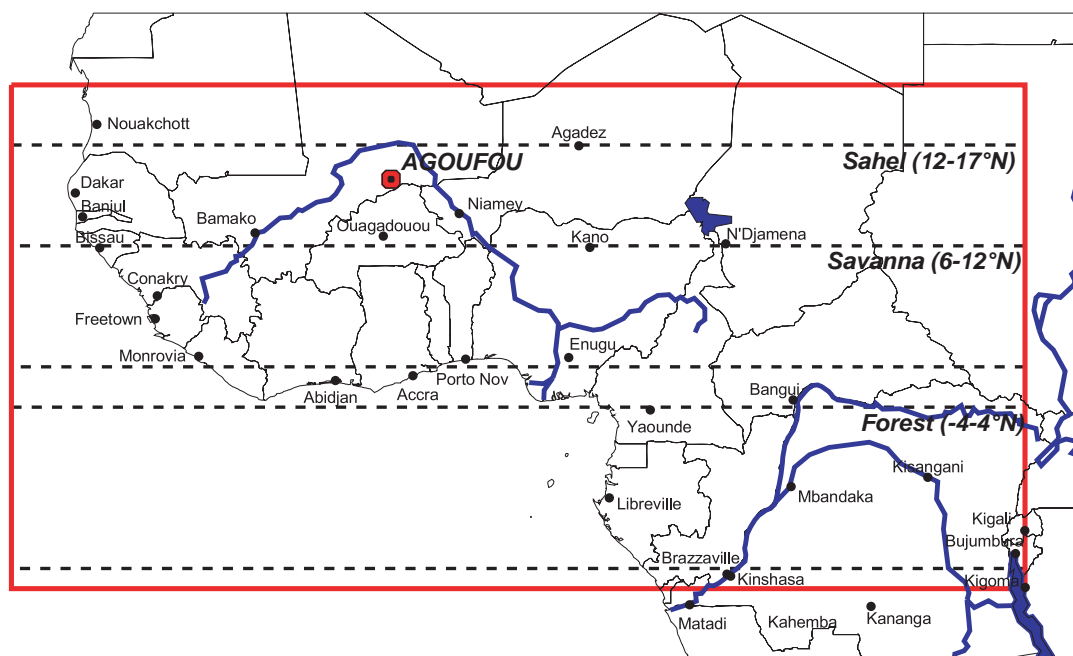 Nouakchott
Agadez
AGOUFOU
Sahel (12-17°N)
Dakar
Banjul
Bamako
Niamey
Ouagadouou
Bissau
Kano
N'Djamena
Savanna (6-12°N)
Conakry
Freetown
Monrovia
Enugu
Porto Nov
Abidjan
Accra
Bangui
Yaounde
Forest (-4-4°N)
Kisangani
Mbandaka
Libreville
Kigali
Bujumbura
Brazzaville
Kinshasa
Kigoma
Matadi
Kahemba
Kananga